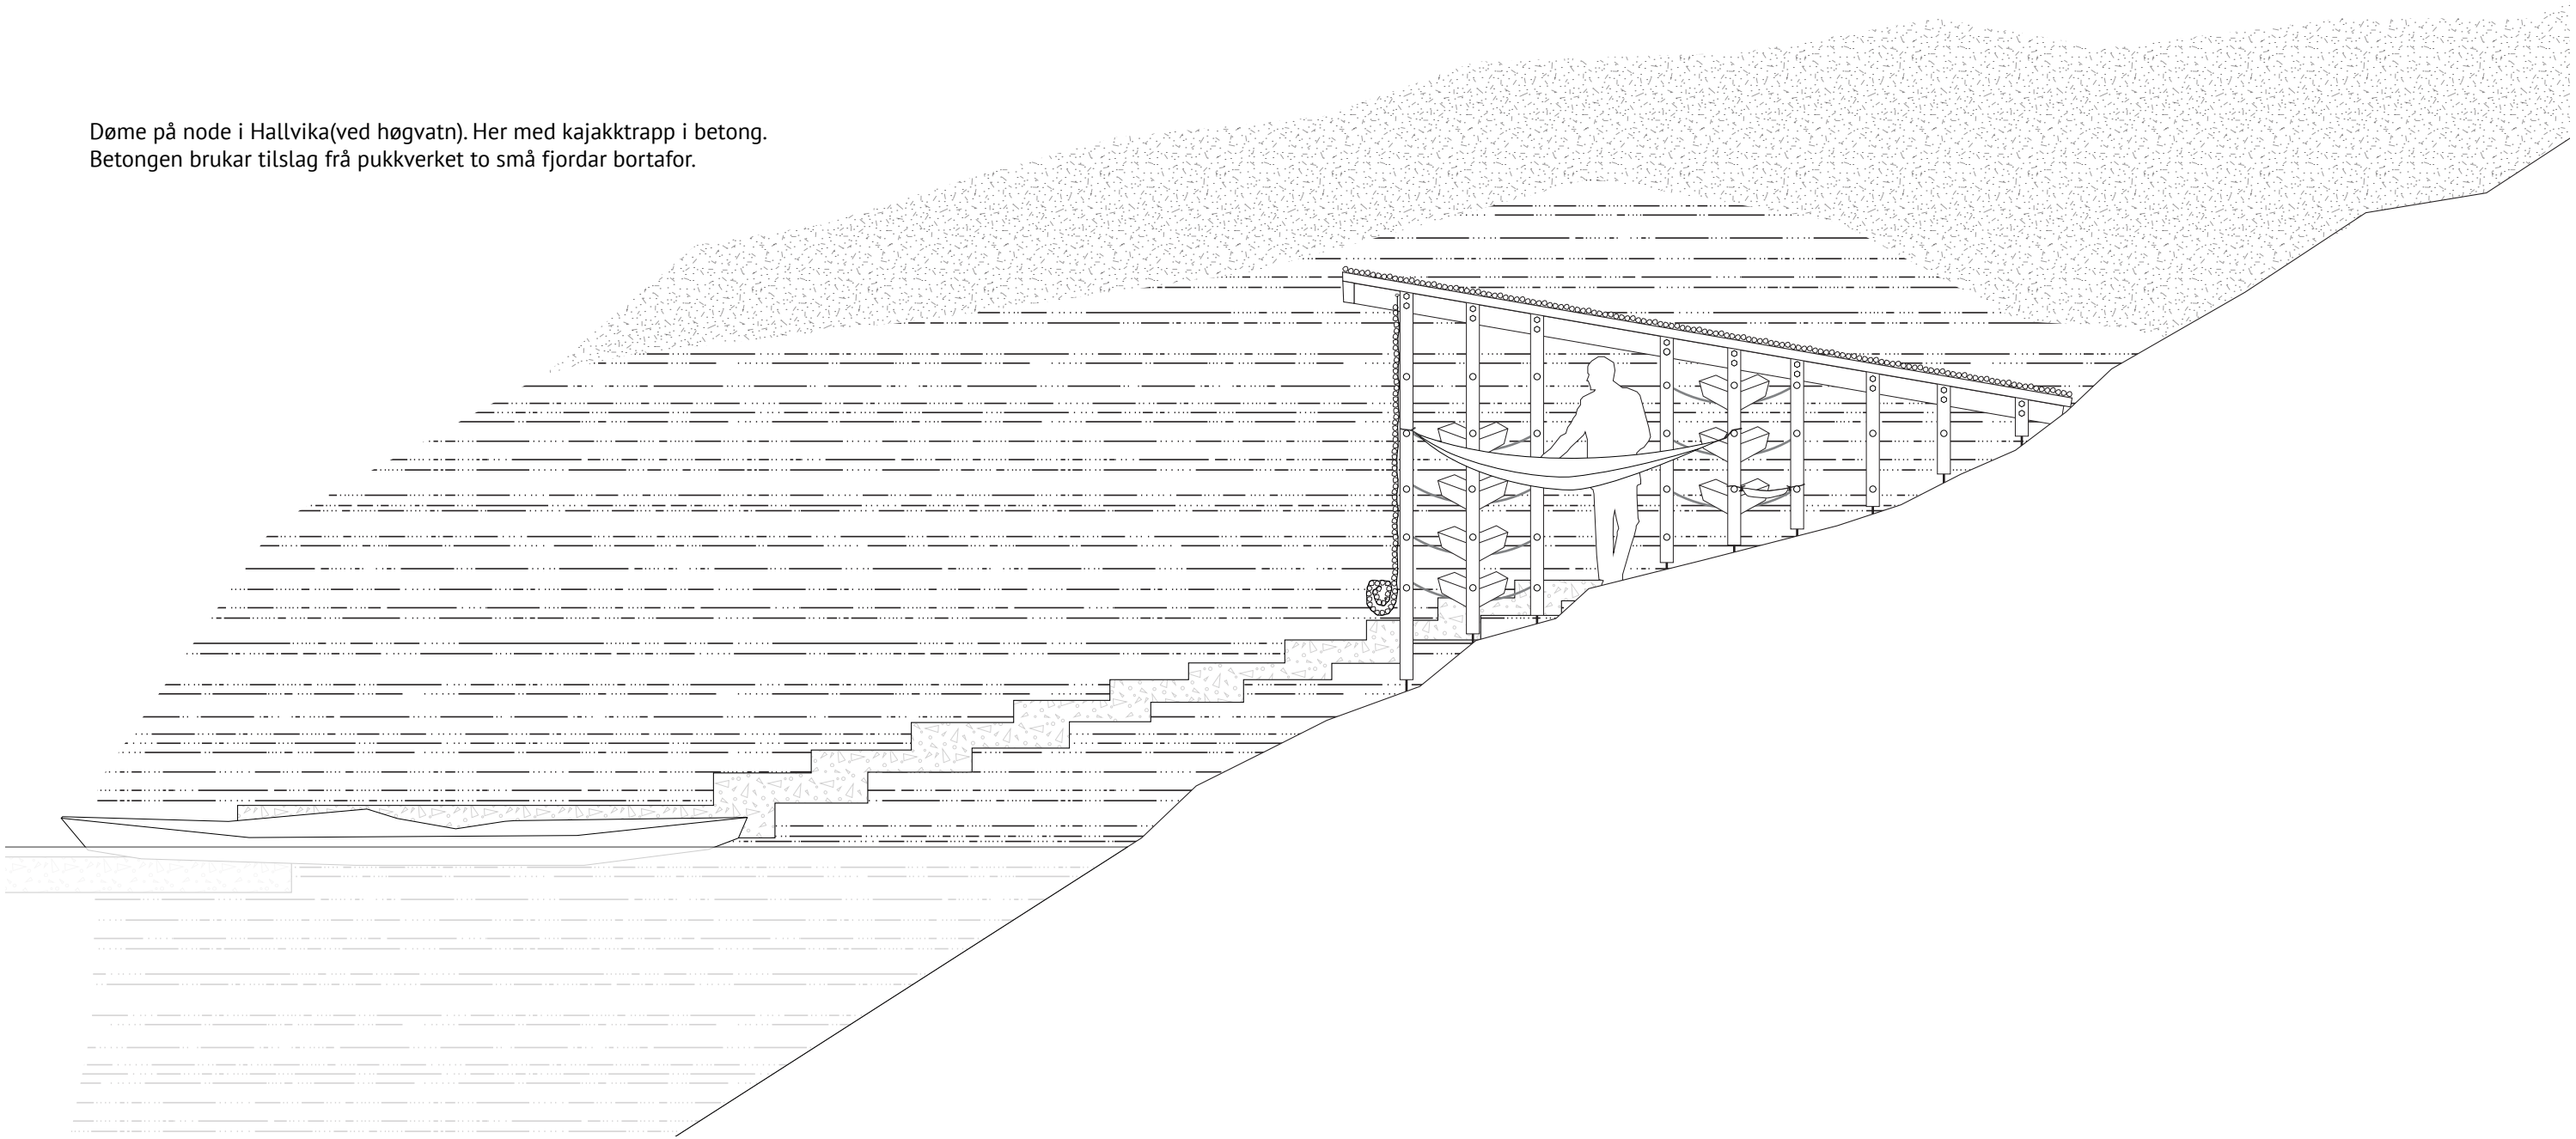 Døme på node i Hallvika(ved høgvatn). Her med kajakktrapp i betong.
Betongen brukar tilslag frå pukkverket to små fjordar bortafor.